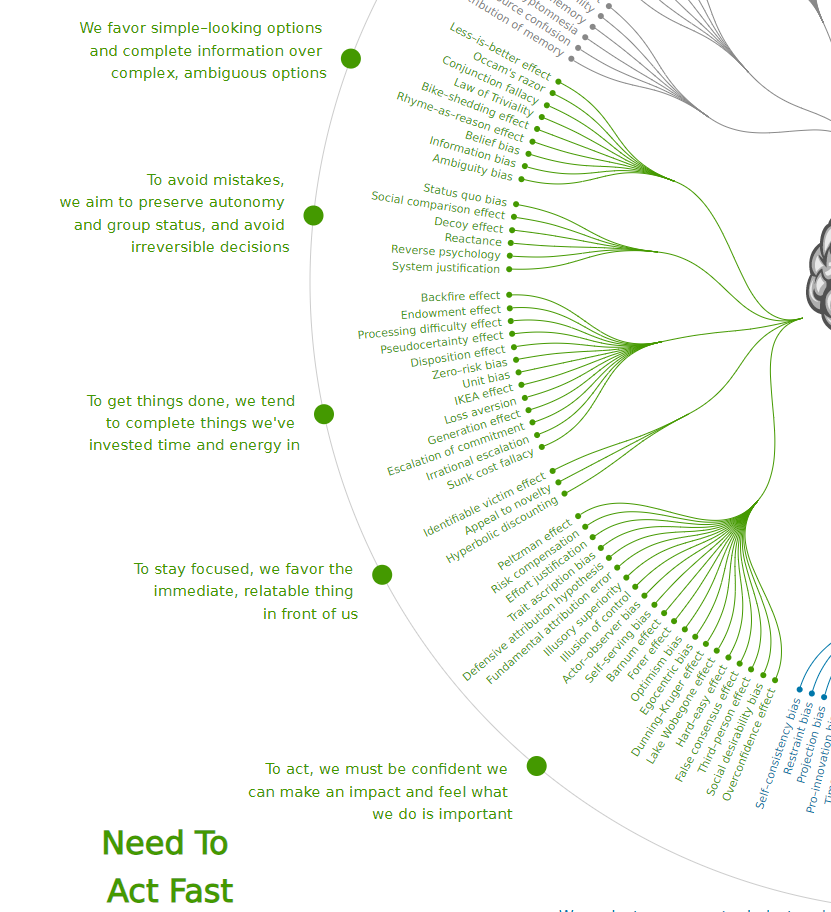 We favor simple–looking options
and complete information over
complex, ambiguous options
To avoid mistakes,
we aim to preserve autonomy
and group status, and avoid
irreversible decisions
To get things done, we tend
to complete things we've
invested time and energy in
To stay focused, we favor the
immediate, relatable thing
in front of us
To act, we must be confident we
can make an impact and feel what
we do is important
Need To
Act Fast
memory
confusion
of memory
Less–is–better effect
Occam's razor
Conjunction fallacy
Law of Triviality
Bike–shedding effect
Rhyme–as–reason effect
Belief bias
Information bias
Ambiguity bias
Status quo bias
Social comparison effect
Decoy effect
Reactance
Reverse psychology
System justification
Backfire effect
Endowment effect
Processing difficulty effect
Pseudocertainty effect
Disposition effect
Zero–risk bias
Unit bias
IKEA effect
Loss aversion
Generation effect
Escalation of commitment
Irrational escalation
Sunk cost fallacy
Identifiable victim effect
Appeal to novelty
Hyperbolic discounting
Peltzman effect
Risk compensation
Effort justification
Trait ascription bias
Defensive attribution hypothesis
Fundamental attribution error
Illusory superiority
Illusion of control
Actor–observer bias
Self–serving bias
Barnum effect
Forer effect
Optimism bias
Egocentric bias
Dunning–Kruger effect
Lake Wobegone effect
Hard–easy effect
False consensus effect
Third–person effect
Social desirability bias
Overconfidence effect
Self–consistency bias
Restraint bias
Projection bias
Pro–innovation